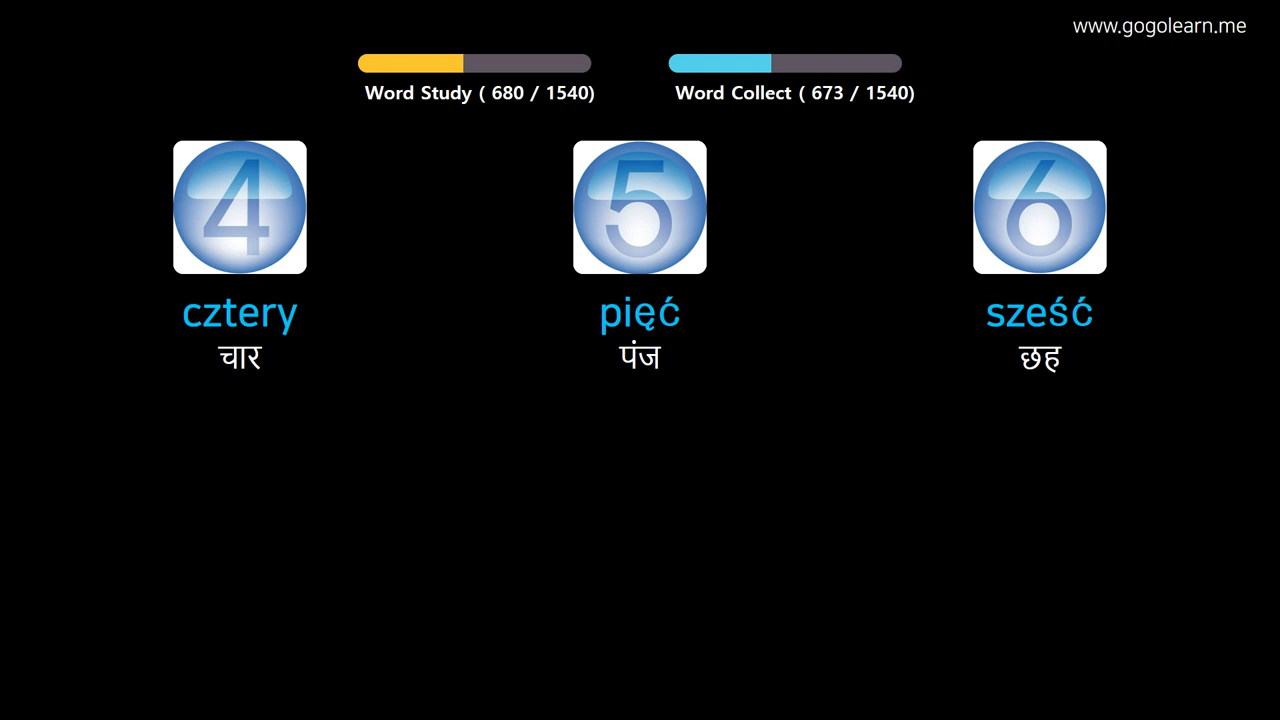 www.gogolearn.me
Word Study ( 680 / 1540)
Word Collect ( 673 / 1540)
4
5
6
cztery
pięć
sześć
चार
पंज
छह